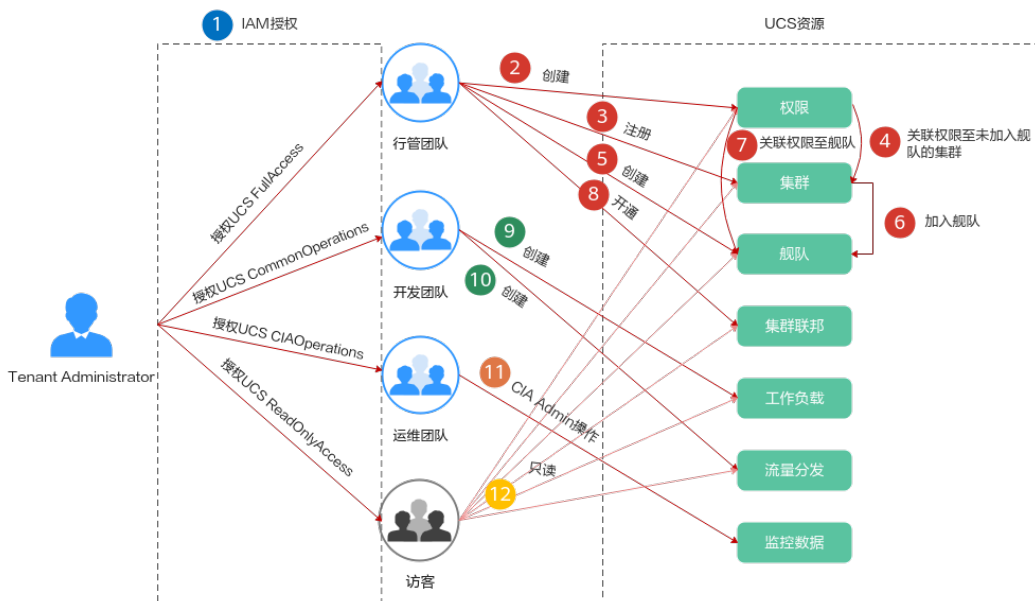 1 IAM授权
UCS资源
2 创建
权限
3 注册
7 关联权限至舰队
4 关联权限至未加入舰
队的集群
行管团队
5 创建
集群
8 开通
6 加入舰队
授权UCS FullAccess
9 创建
舰队
授权UCS CommonOperations
10 创建
开发团队
集群联邦
授权UCS CIAOperations
Tenant Administrator
11 CIA Admin操作
工作负载
授权UCS ReadOnlyAccess
运维团队
只读
流量分发
12
监控数据
访客